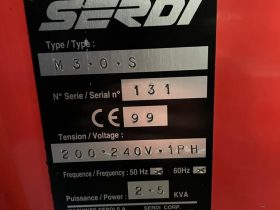 SERDI
Type / Type :
M3.0.S
N° Serie / Serial n° 131
CE 99
Tension / Voltage :
200-240V-1PH
Frequence / Frequency : 50 Hz 60Hz
Puissance / Power : 2.5 KVA
SERDI CORP.